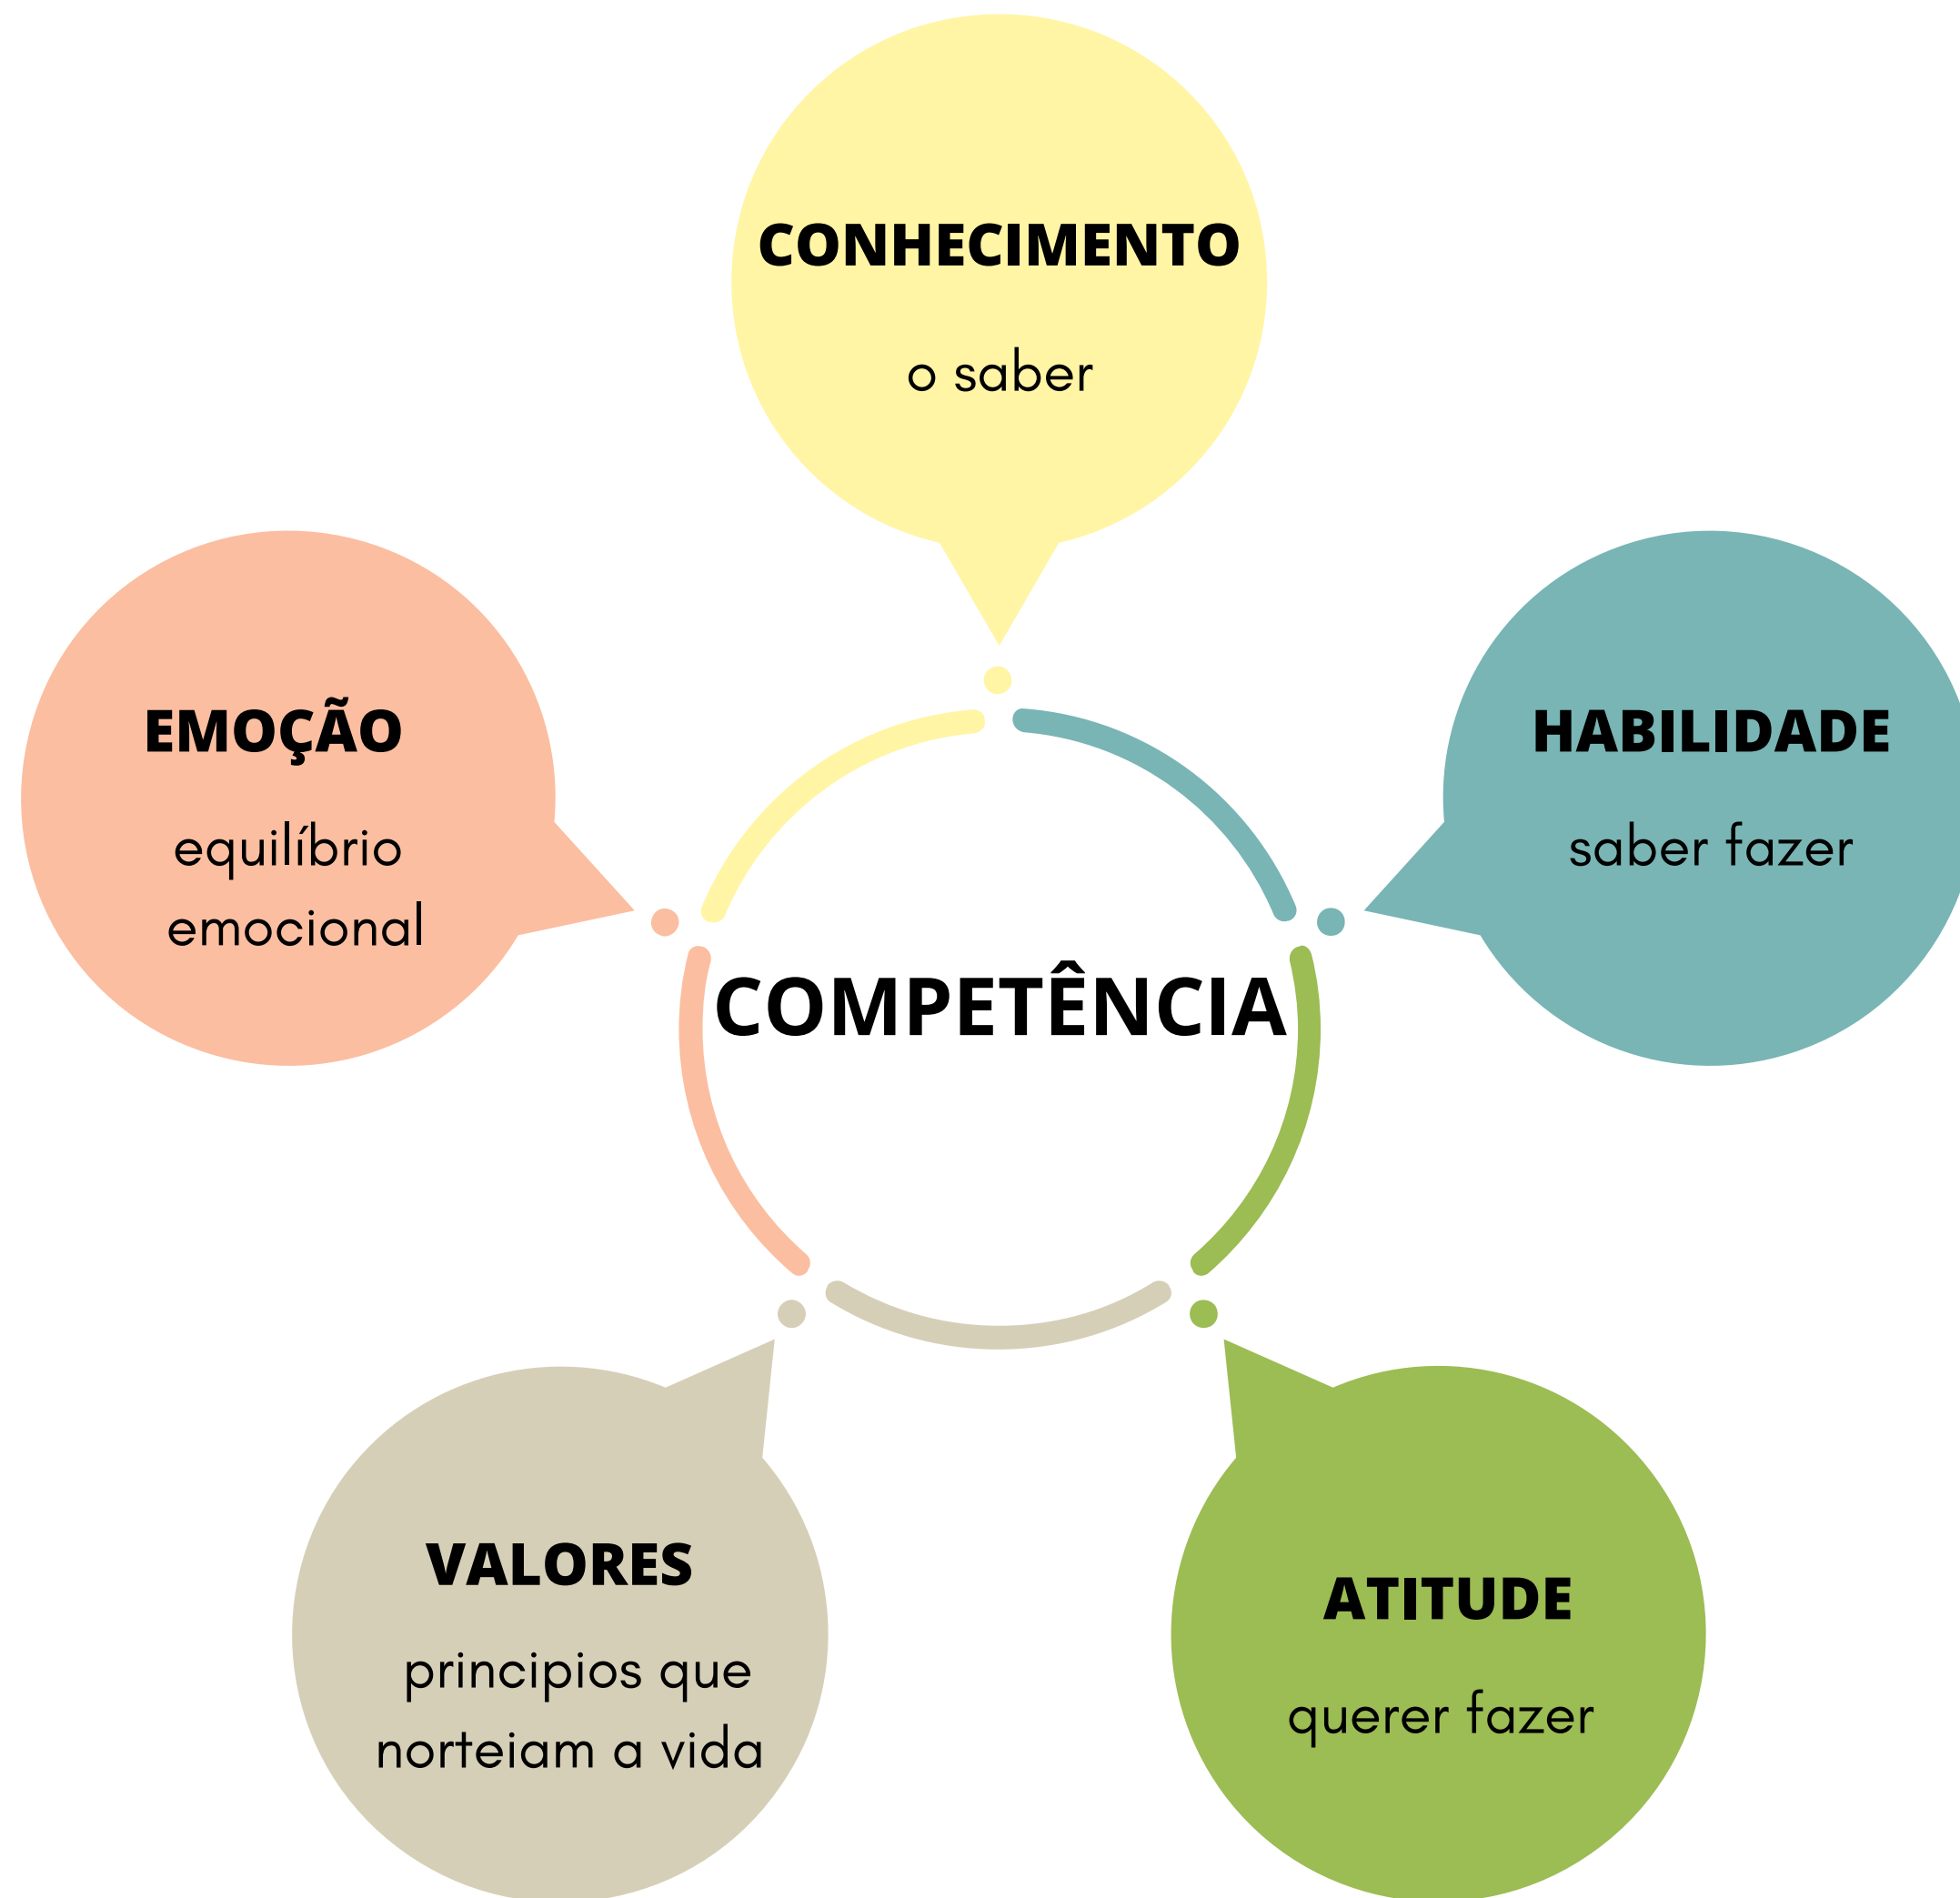 CONHECIMENTO
o saber
EMOÇÃO
equilíbrio
emocional
HABILIDADE
saber fazer
COMPETÊNCIA
VALORES
principios que
norteiam a vida
ATITUDE
querer fazer